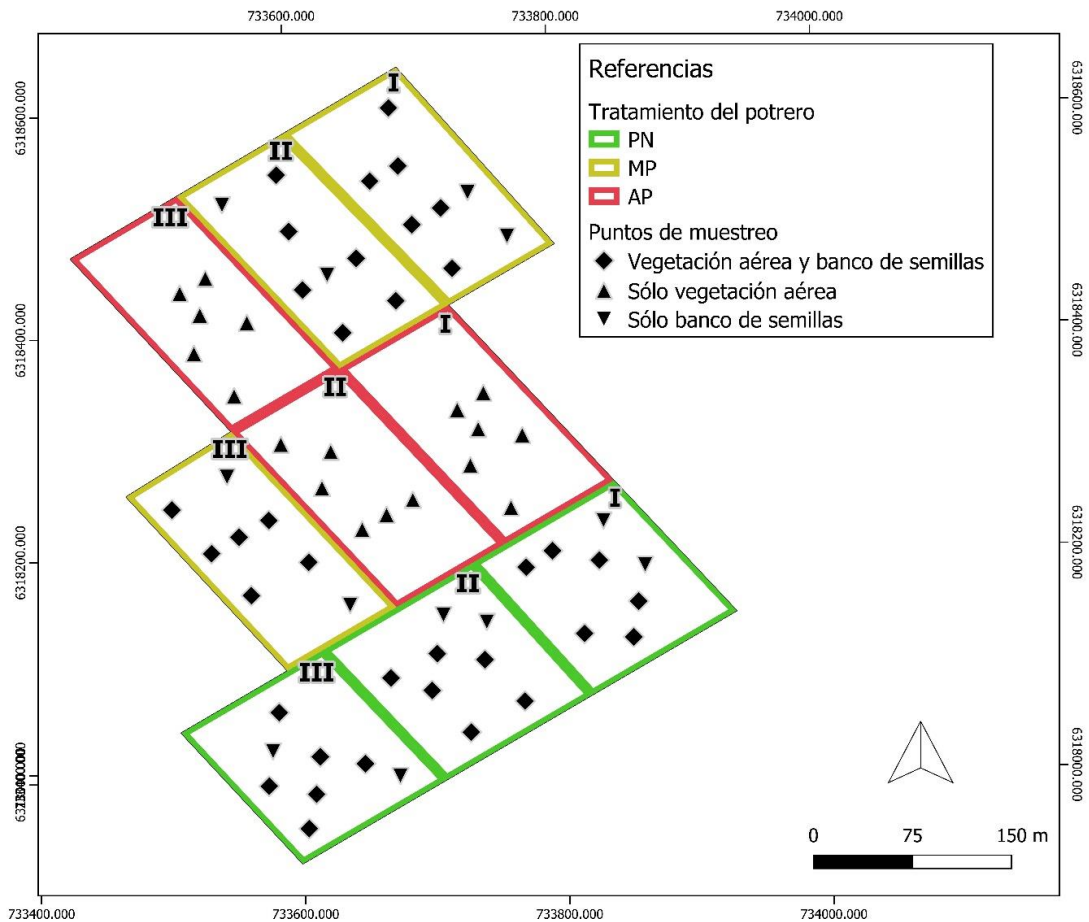 733600.000
733800.000
734000.000
6318600.000
6318400.000
6318200.000
6318600.000
6318400.000
6318200.000
6318000.000
Referencias
Tratamiento del potrero
PN
MP
AP
Puntos de muestreo
Vegetación aérea y banco de semillas
Sólo vegetación aérea
Sólo banco de semillas
I
II
III
I
II
III
I
II
III
0 75 150 m
733400.000
733600.000
733800.000
734000.000